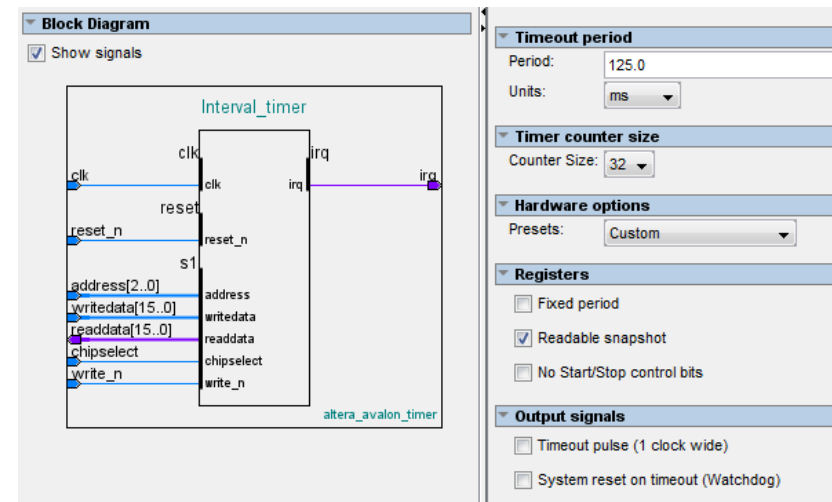 Block Diagram
Show signals
Interval_timer
clk
irq
clk
irq
clk
irq
reset
reset_n
reset_n
s1
address[2..0]
address
writedata[15..0]
writedata
readdata[15..0]
readdata
chipselect
chipselect
write_n
write_n
altera_avalon_timer
Timeout period
Period:
125.0
Units:
ms
Timer counter size
Counter Size:
32
Hardware options
Presets:
Custom
Registers
Fixed period
Readable snapshot
No Start/Stop control bits
Output signals
Timeout pulse (1 clock wide)
System reset on timeout (Watchdog)